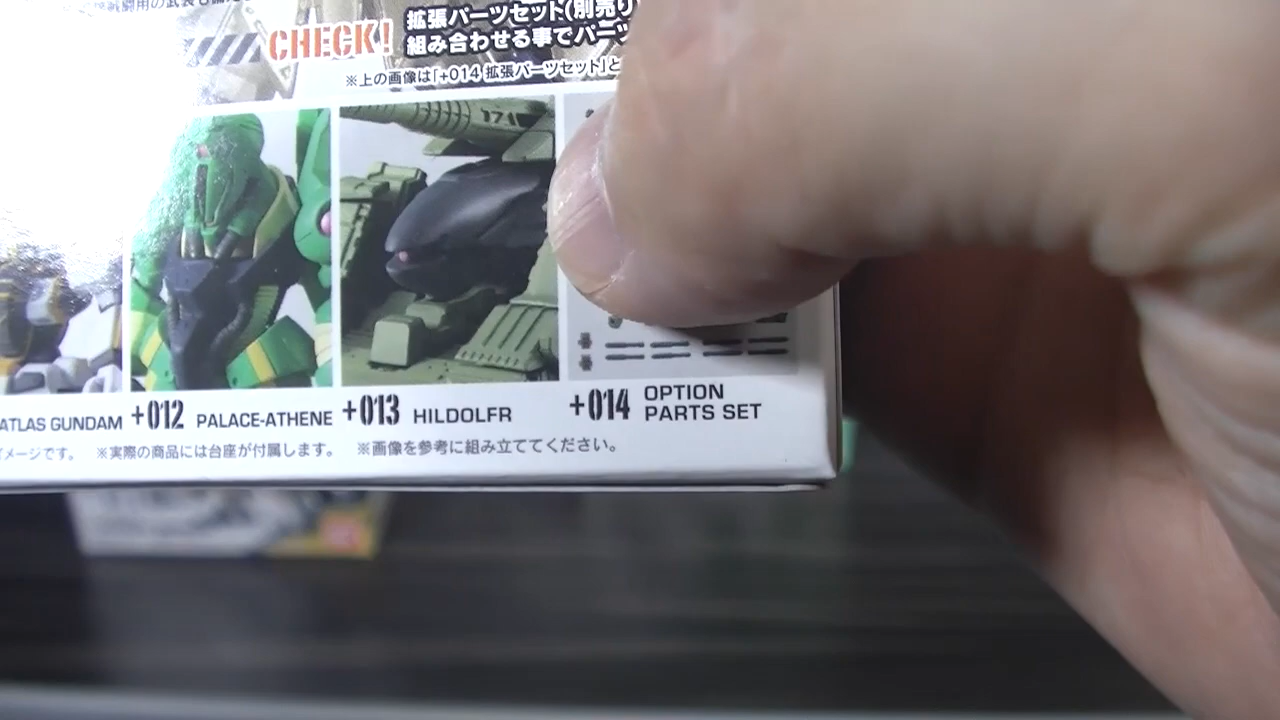 CHECK!
拡張パーツセット(別売り
組み合わせる事でパーツ
※上の画像は「+014 拡張パーツセット」と
171
ATLAS GUNDAM
+012 PALACE-ATHENE
+013 HILDOLFR
+014 OPTION PARTS SET
メージです。 ※実際の商品には台座が付属します。 ※画像を参考に組み立ててください。